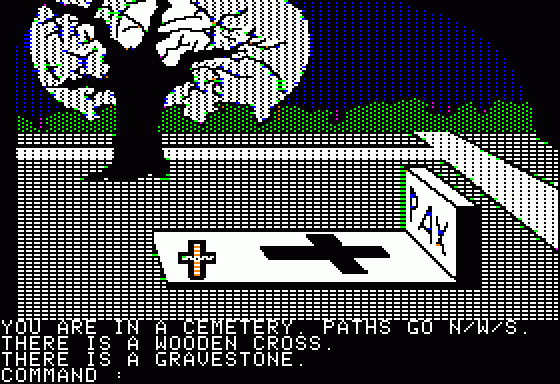 PAX
YOU ARE IN A CEMETERY. PATHS GO N/W/S.
THERE IS A WOODEN CROSS.
THERE IS A GRAVESTONE.
COMMAND :